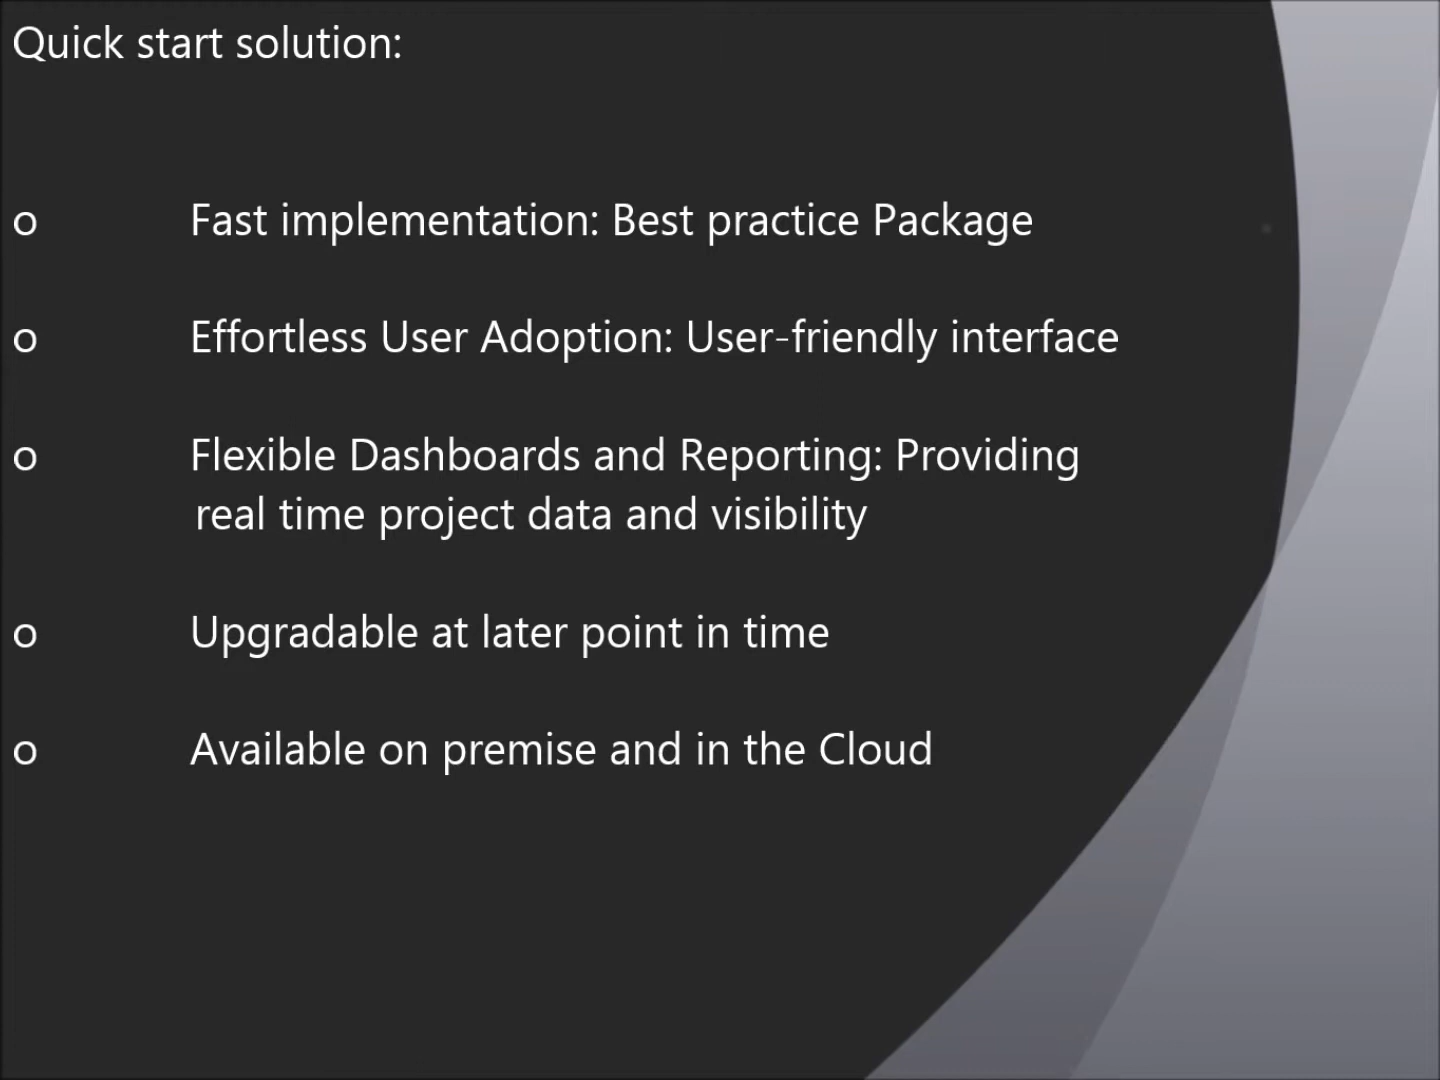 Quick start solution:
o Fast implementation: Best practice Package
o Effortless User Adoption: User-friendly interface
o Flexible Dashboards and Reporting: Providing
real time project data and visibility
o Upgradable at later point in time
o Available on premise and in the Cloud